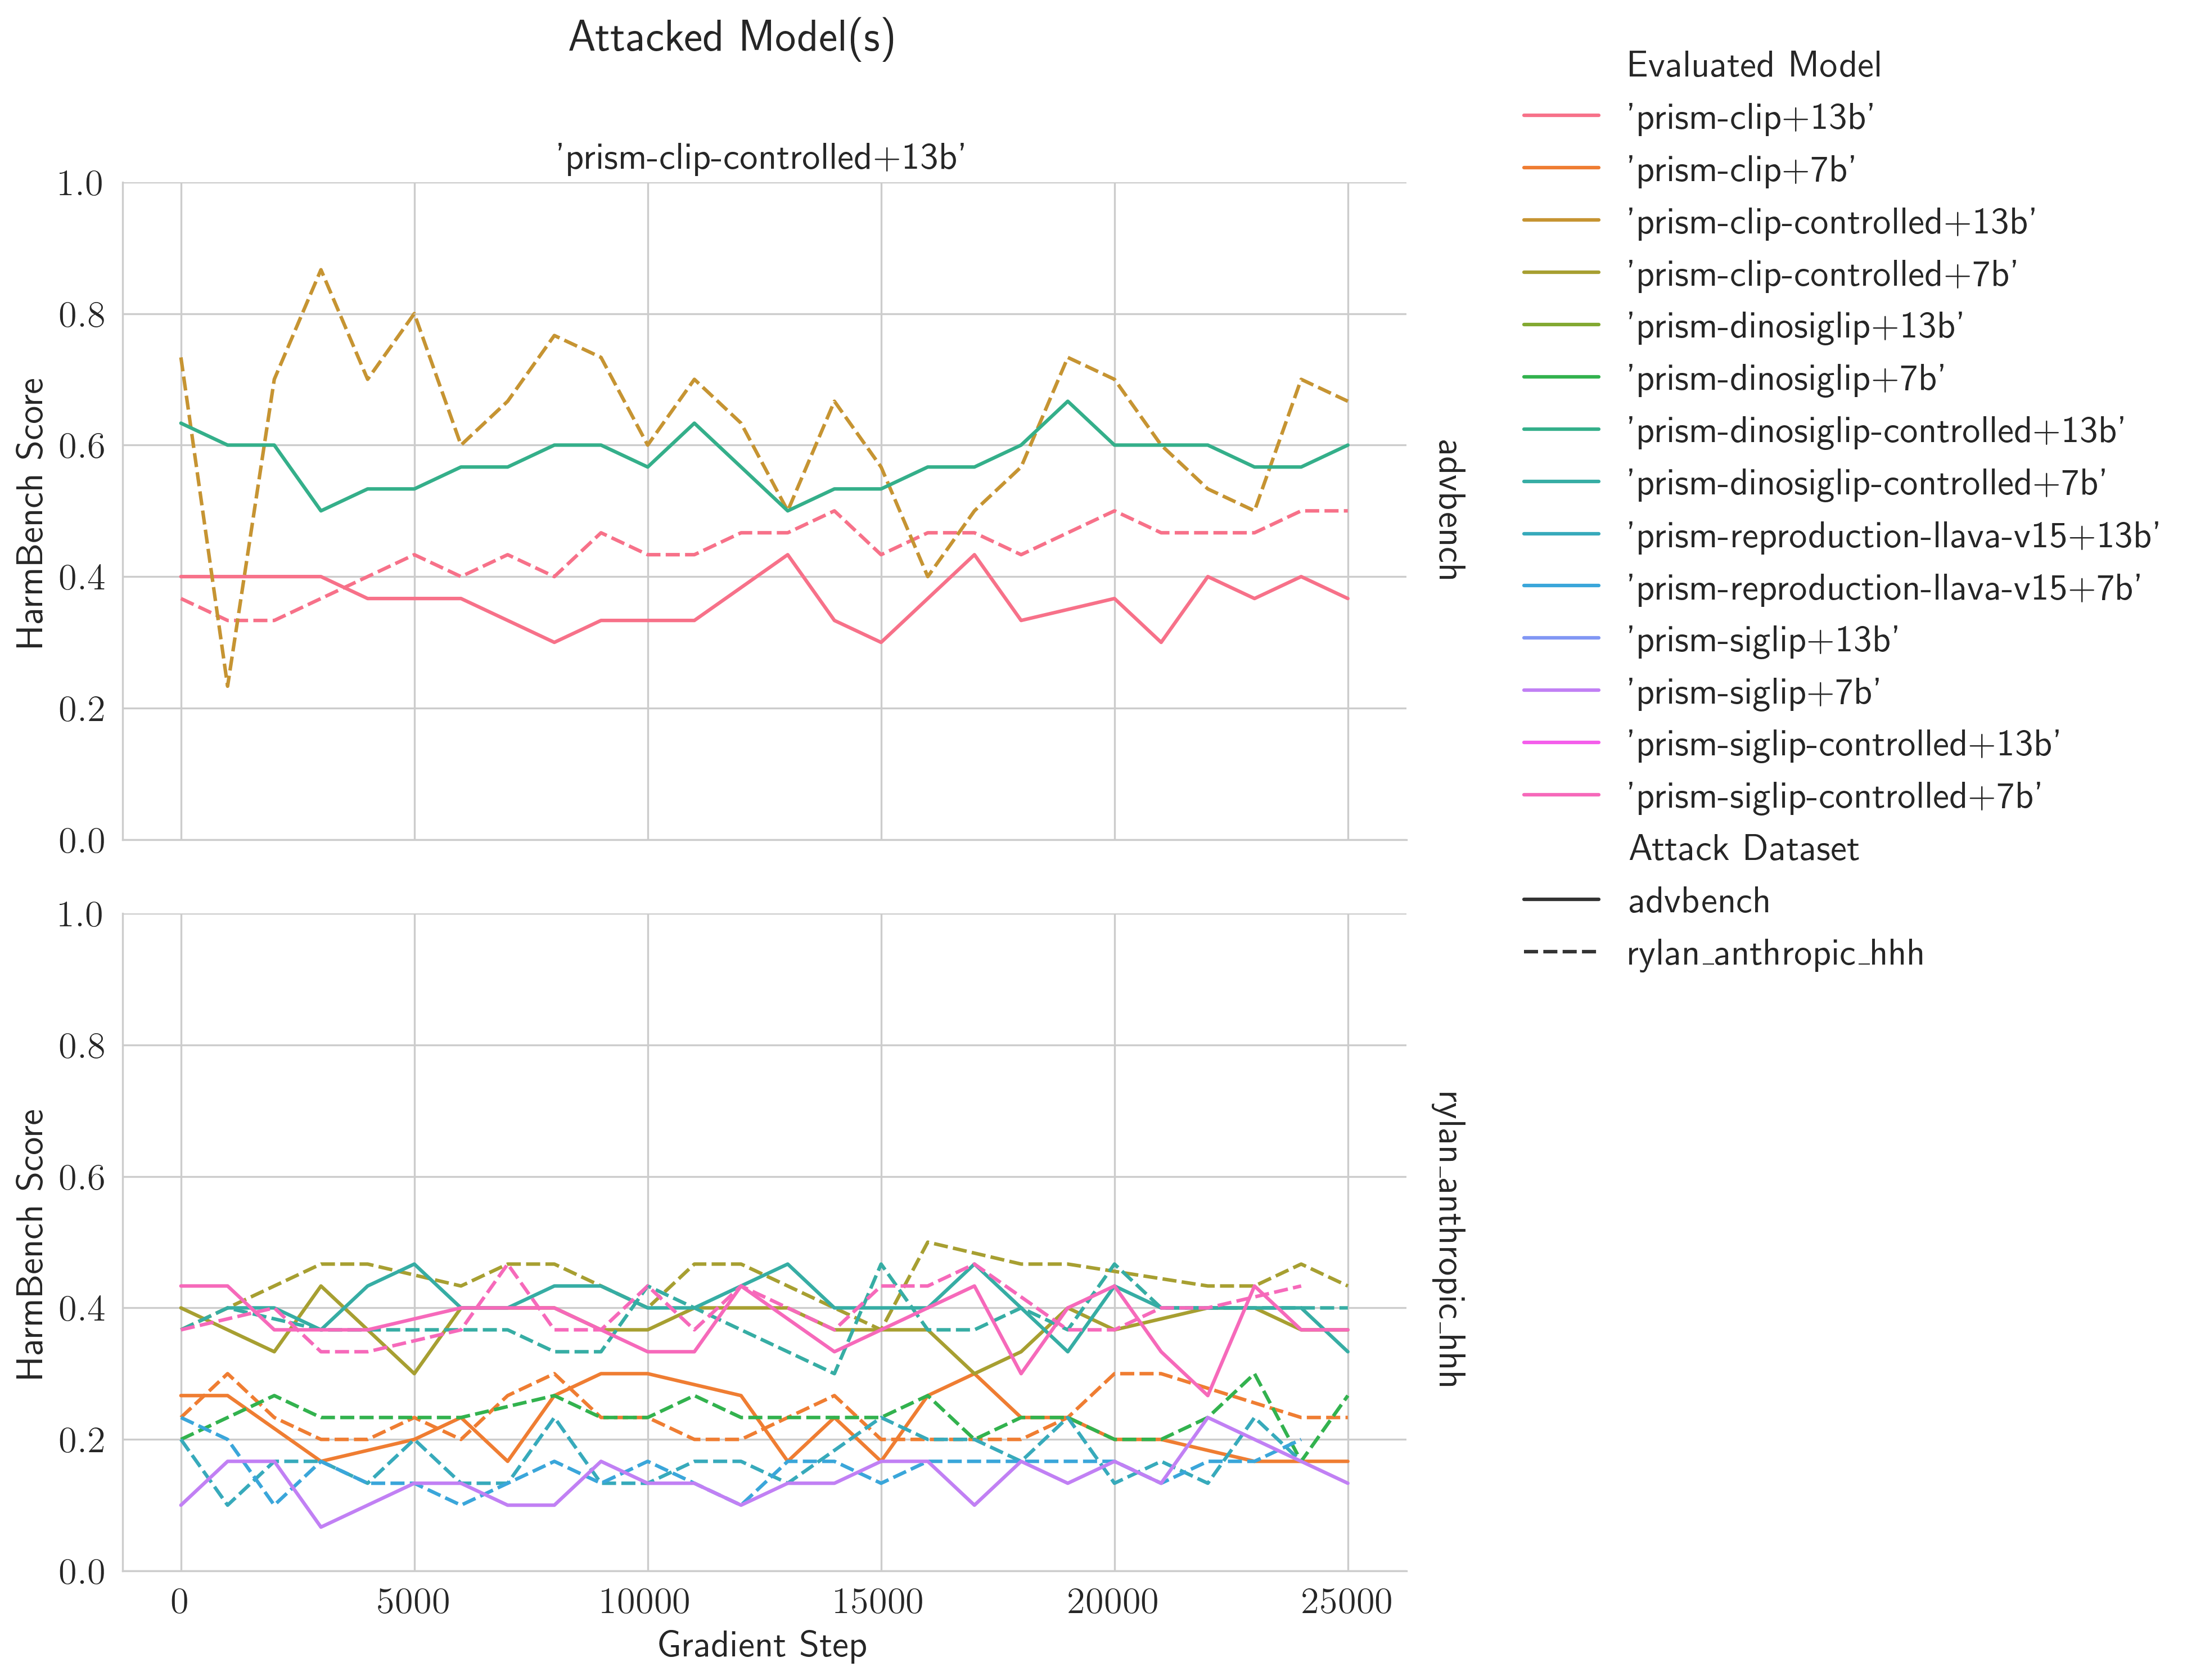 Attacked Model(s)
'prism-clip-controlled+13b'
1.0
0.8
0.6
0.4
0.2
0.0
HarmBench Score
advbench
1.0
0.8
0.6
0.4
0.2
0.0
HarmBench Score
rylan_anthropic_hhh
0
5000
10000
15000
20000
25000
Gradient Step
Evaluated Model
'prism-clip+13b'
'prism-clip+7b'
'prism-clip-controlled+13b'
'prism-clip-controlled+7b'
'prism-dinosiglip+13b'
'prism-dinosiglip+7b'
'prism-dinosiglip-controlled+13b'
'prism-dinosiglip-controlled+7b'
'prism-reproduction-llava-v15+13b'
'prism-reproduction-llava-v15+7b'
'prism-siglip+13b'
'prism-siglip+7b'
'prism-siglip-controlled+13b'
'prism-siglip-controlled+7b'
Attack Dataset
advbench
rylan_anthropic_hhh